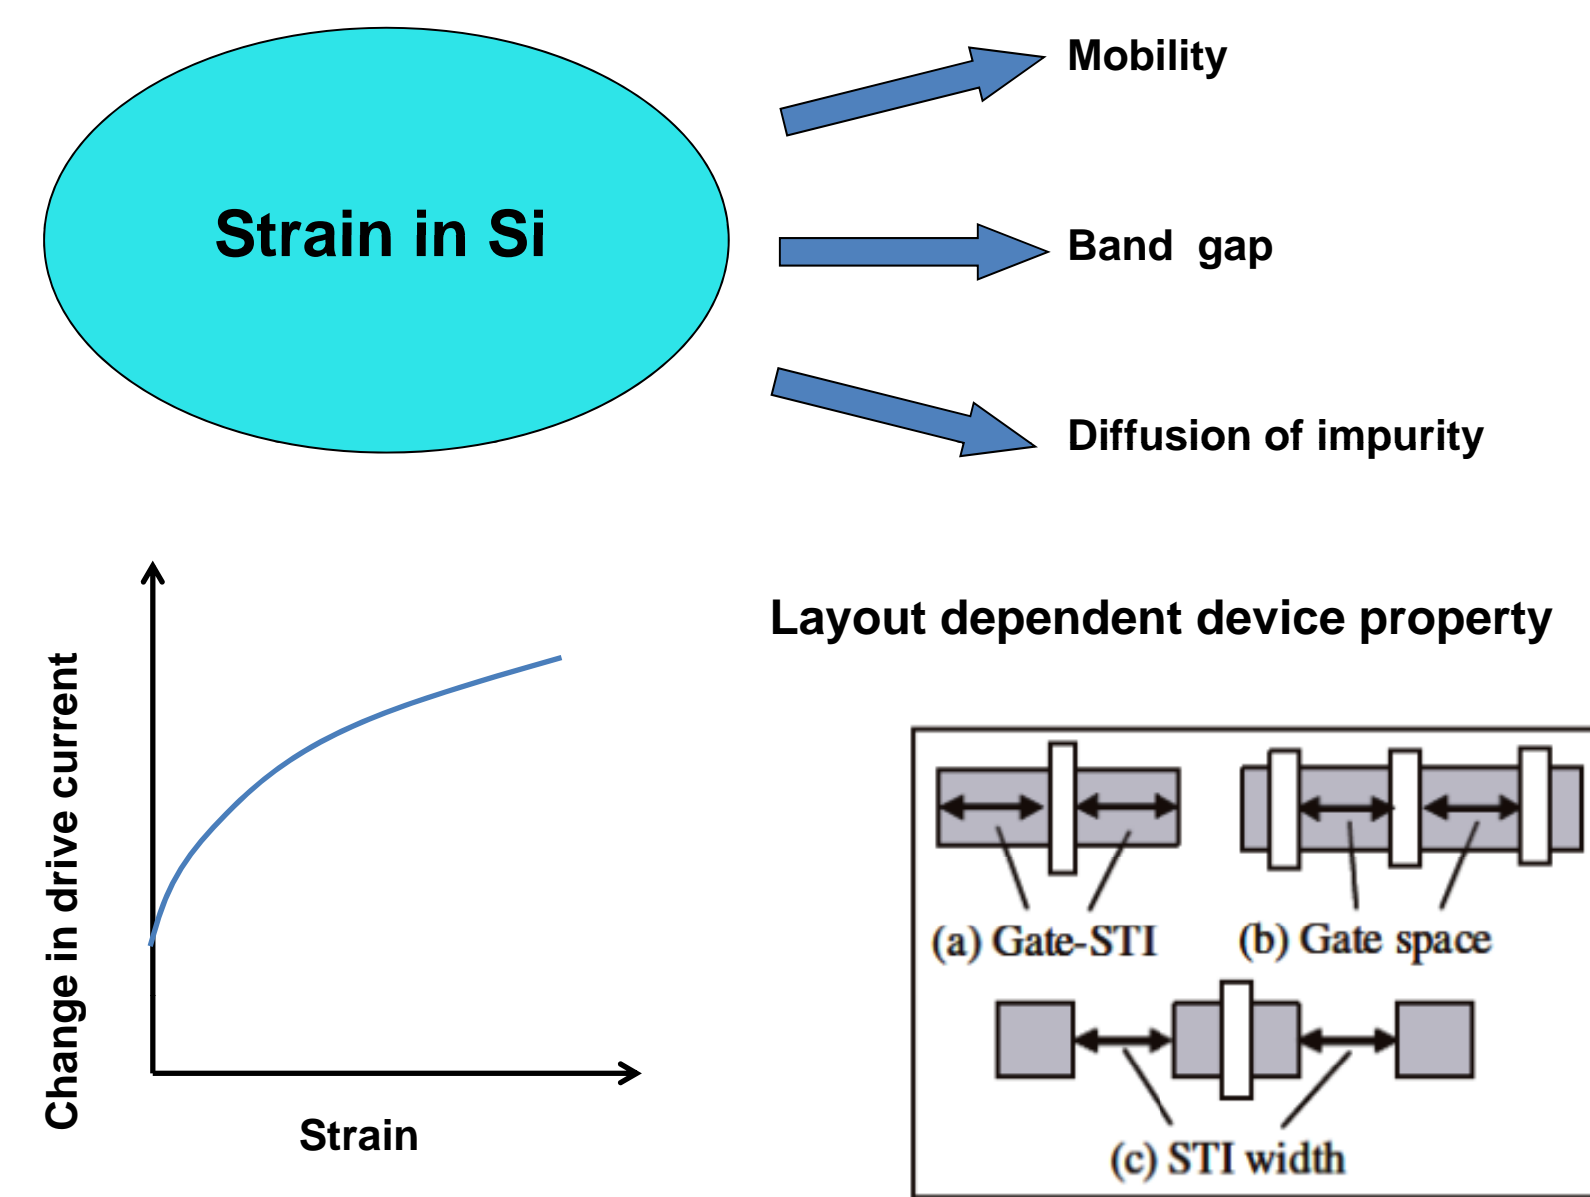 Mobility
Strain in Si
Band gap
Diffusion of impurity
Layout dependent device property
Change in drive current
Strain
(a) Gate-STI
(b) Gate space
(c) STI width